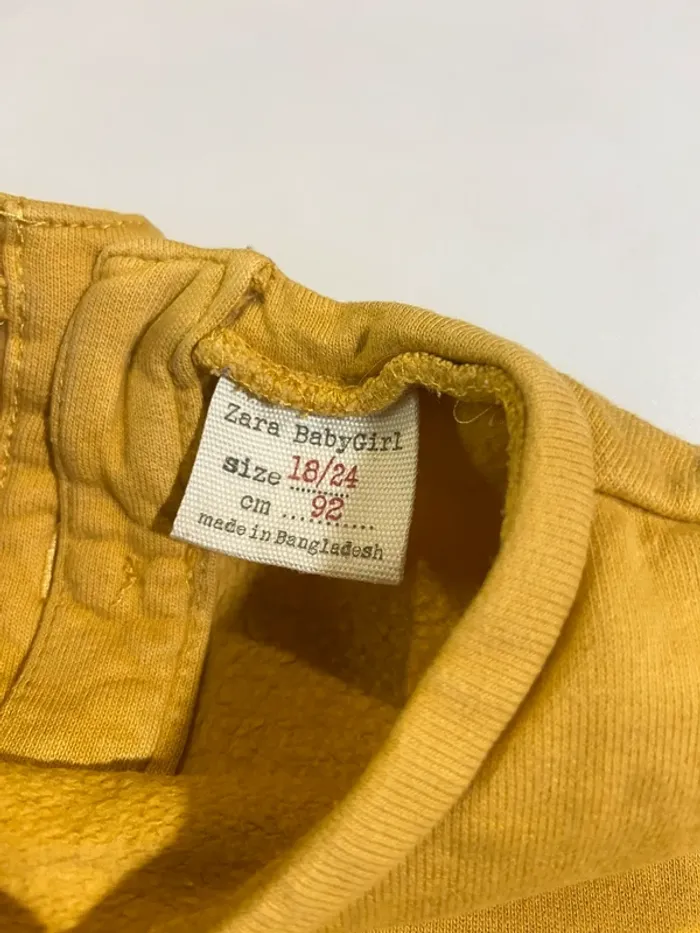 Zara BabyGirl
size 18/24
cm ....92....
made in Bangladesh